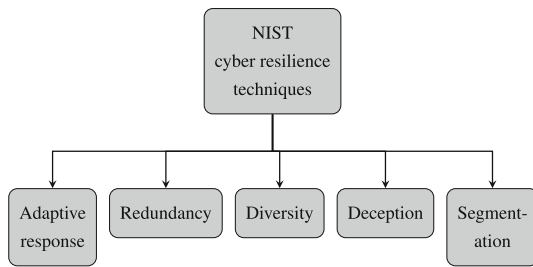 NIST
cyber resilience
techniques
Adaptive
response
Redundancy
Diversity
Deception
Segment-
ation